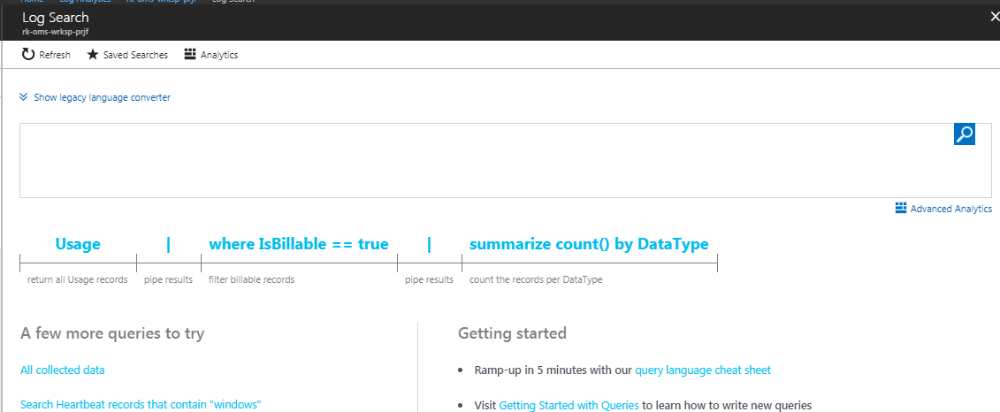 Home Log Analytics rk-oms-wrksp-prjf Log Search
Log Search
rk-oms-wrksp-prjf
Refresh Saved Searches Analytics
Show legacy language converter
Advanced Analytics
Usage | where IsBillable == true | summarize count() by DataType
return all Usage records pipe results filter billable records pipe results count the records per DataType
A few more queries to try
All collected data
Search Heartbeat records that contain "windows"
Getting started
• Ramp-up in 5 minutes with our query language cheat sheet
• Visit Getting Started with Queries to learn how to write new queries